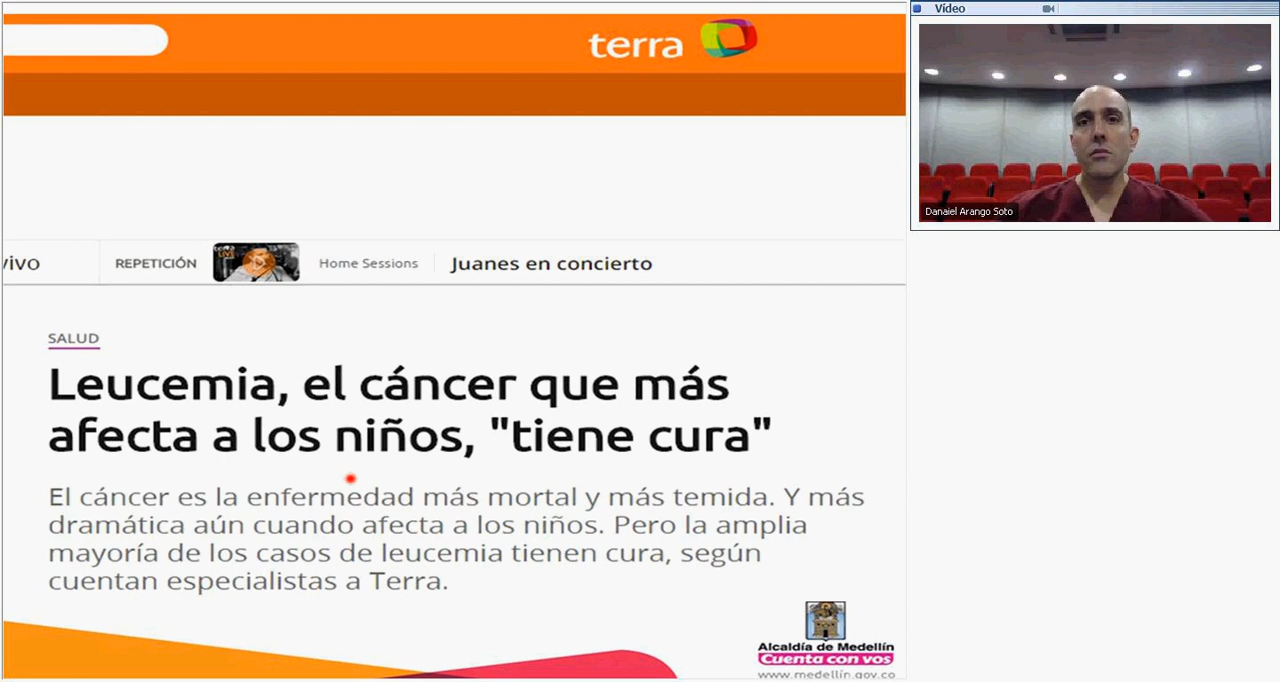 terra
vivo
REPETICIÓN
Home Sessions
Juanes en concierto
SALUD
Leucemia, el cáncer que más
afecta a los niños, "tiene cura"
El cáncer es la enfermedad más mortal y más temida. Y más
dramática aún cuando afecta a los niños. Pero la amplia
mayoría de los casos de leucemia tienen cura, según
cuentan especialistas a Terra.
Alcaldía de Medellín
Cuenta con vos
www.medellin.gov.co
Vídeo
Danaiel Arango Soto